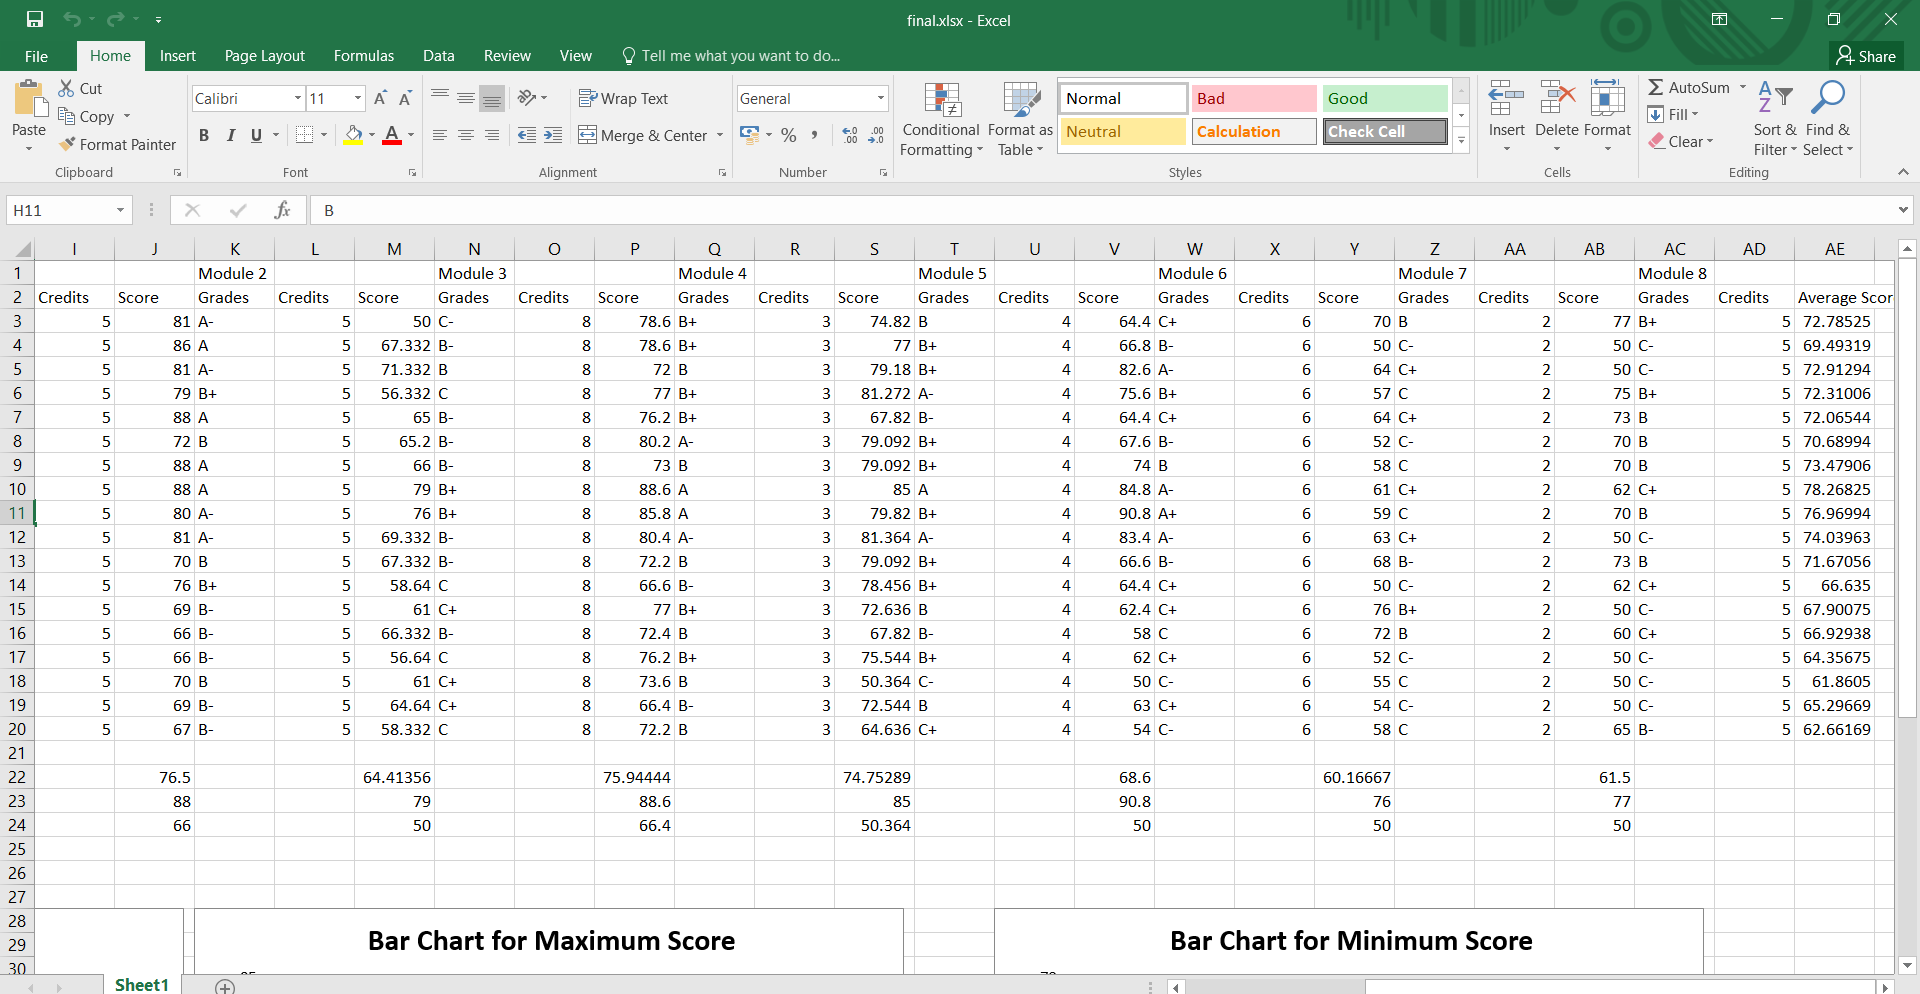 final.xlsx - Excel
File Home Insert Page Layout Formulas Data Review View Tell me what you want to do... Share
Paste Cut Copy Format Painter Clipboard
Calibri 11 A A B I U A Font
Wrap Text Merge & Center Alignment
General % , .00 .0 Number
Conditional Formatting Format as Table
Normal Bad Good
Neutral Calculation Check Cell
Styles
Insert Delete Format Cells
AutoSum Fill Clear Sort & Filter Find & Select Editing
H11 fx B
I J K L M N O P Q R S T U V W X Y Z AA AB AC AD AE
1 Module 2 Module 3 Module 4 Module 5 Module 6 Module 7 Module 8
2 Credits Score Grades Credits Score Grades Credits Score Grades Credits Score Grades Credits Score Grades Credits Score Grades Credits Score Grades Credits Average Scor
3 5 81 A- 5 50 C- 8 78.6 B+ 3 74.82 B 4 64.4 C+ 6 70 B 2 77 B+ 5 72.78525
4 5 86 A 5 67.332 B- 8 78.6 B+ 3 77 B+ 4 66.8 B- 6 50 C- 2 50 C- 5 69.49319
5 5 81 A- 5 71.332 B 8 72 B 3 79.18 B+ 4 82.6 A- 6 64 C+ 2 50 C- 5 72.91294
6 5 79 B+ 5 56.332 C 8 77 B+ 3 81.272 A- 4 75.6 B+ 6 57 C 2 75 B+ 5 72.31006
7 5 88 A 5 65 B- 8 76.2 B+ 3 67.82 B- 4 64.4 C+ 6 64 C+ 2 73 B 5 72.06544
8 5 72 B 5 65.2 B- 8 80.2 A- 3 79.092 B+ 4 67.6 B- 6 52 C- 2 70 B 5 70.68994
9 5 88 A 5 66 B- 8 73 B 3 79.092 B+ 4 74 B 6 58 C 2 70 B 5 73.47906
10 5 88 A 5 79 B+ 8 88.6 A 3 85 A 4 84.8 A- 6 61 C+ 2 62 C+ 5 78.26825
11 5 80 A- 5 76 B+ 8 85.8 A 3 79.82 B+ 4 90.8 A+ 6 59 C 2 70 B 5 76.96994
12 5 81 A- 5 69.332 B- 8 80.4 A- 3 81.364 A- 4 83.4 A- 6 63 C+ 2 50 C- 5 74.03963
13 5 70 B 5 67.332 B- 8 72.2 B 3 79.092 B+ 4 66.6 B- 6 68 B- 2 73 B 5 71.67056
14 5 76 B+ 5 58.64 C 8 66.6 B- 3 78.456 B+ 4 64.4 C+ 6 50 C- 2 62 C+ 5 66.635
15 5 69 B- 5 61 C+ 8 77 B+ 3 72.636 B 4 62.4 C+ 6 76 B+ 2 50 C- 5 67.90075
16 5 66 B- 5 66.332 B- 8 72.4 B 3 67.82 B- 4 58 C 6 72 B 2 60 C+ 5 66.92938
17 5 66 B- 5 56.64 C 8 76.2 B+ 3 75.544 B+ 4 62 C+ 6 52 C- 2 50 C- 5 64.35675
18 5 70 B 5 61 C+ 8 73.6 B 3 50.364 C- 4 50 C- 6 55 C 2 50 C- 5 61.8605
19 5 69 B- 5 64.64 C+ 8 66.4 B- 3 72.544 B 4 63 C+ 6 54 C- 2 50 C- 5 65.29669
20 5 67 B- 5 58.332 C 8 72.2 B 3 64.636 C+ 4 54 C- 6 58 C 2 65 B- 5 62.66169
21
22 76.5 64.41356 75.94444 74.75289 68.6 60.16667 61.5
23 88 79 88.6 85 90.8 76 77
24 66 50 66.4 50.364 50 50 50
25
26
27
28
29 Bar Chart for Maximum Score Bar Chart for Minimum Score
30
Sheet1